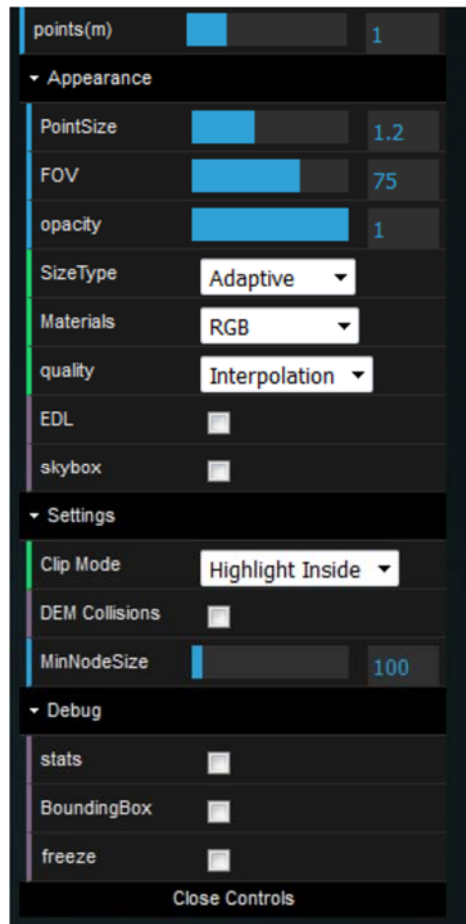 points(m) 1
Appearance
PointSize 1.2
FOV 75
opacity 1
SizeType Adaptive
Materials RGB
quality Interpolation
EDL
skybox
Settings
Clip Mode Highlight Inside
DEM Collisions
MinNodeSize 100
Debug
stats
BoundingBox
freeze
Close Controls